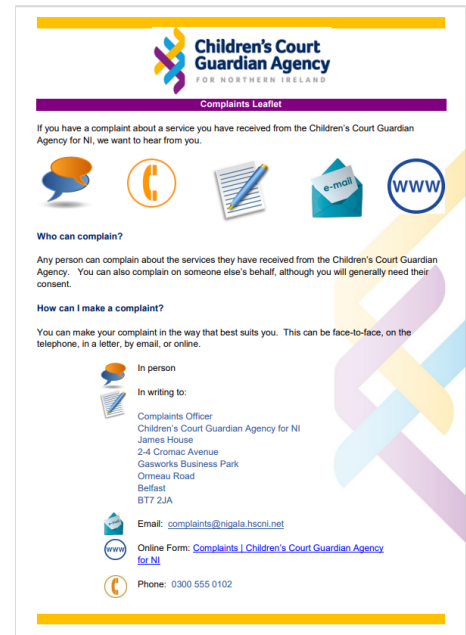 Children's Court
Guardian Agency
FOR NORTHERN IRELAND
Complaints Leaflet
If you have a complaint about a service you have received from the Children's Court Guardian
Agency for NI, we want to hear from you.
e-mail
www
Who can complain?
Any person can complain about the services they have received from the Children's Court Guardian
Agency. You can also complain on someone else's behalf, although you will generally need their
consent.
How can I make a complaint?
You can make your complaint in the way that best suits you. This can be face-to-face, on the
telephone, in a letter, by email, or online.
In person
In writing to:
Complaints Officer
Children's Court Guardian Agency for NI
James House
2-4 Cromac Avenue
Gasworks Business Park
Ormeau Road
Belfast
BT7 2JA
e-mail
Email: complaints@nigala.hscni.net
www
Online Form: Complaints | Children's Court Guardian Agency
for NI
Phone: 0300 555 0102